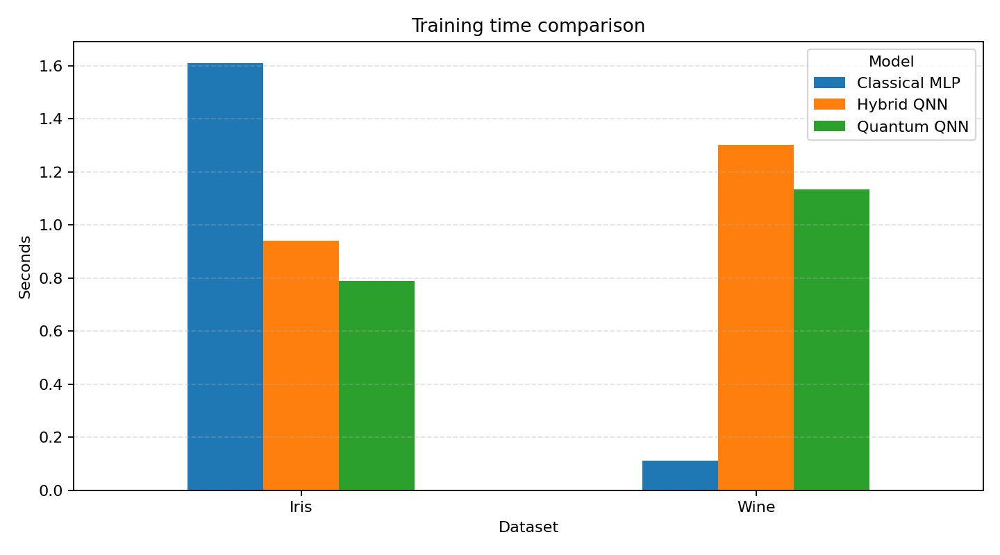 Training time comparison
Model
Classical MLP
Hybrid QNN
Quantum QNN
Seconds
1.6
1.4
1.2
1.0
0.8
0.6
0.4
0.2
0.0
Iris
Wine
Dataset